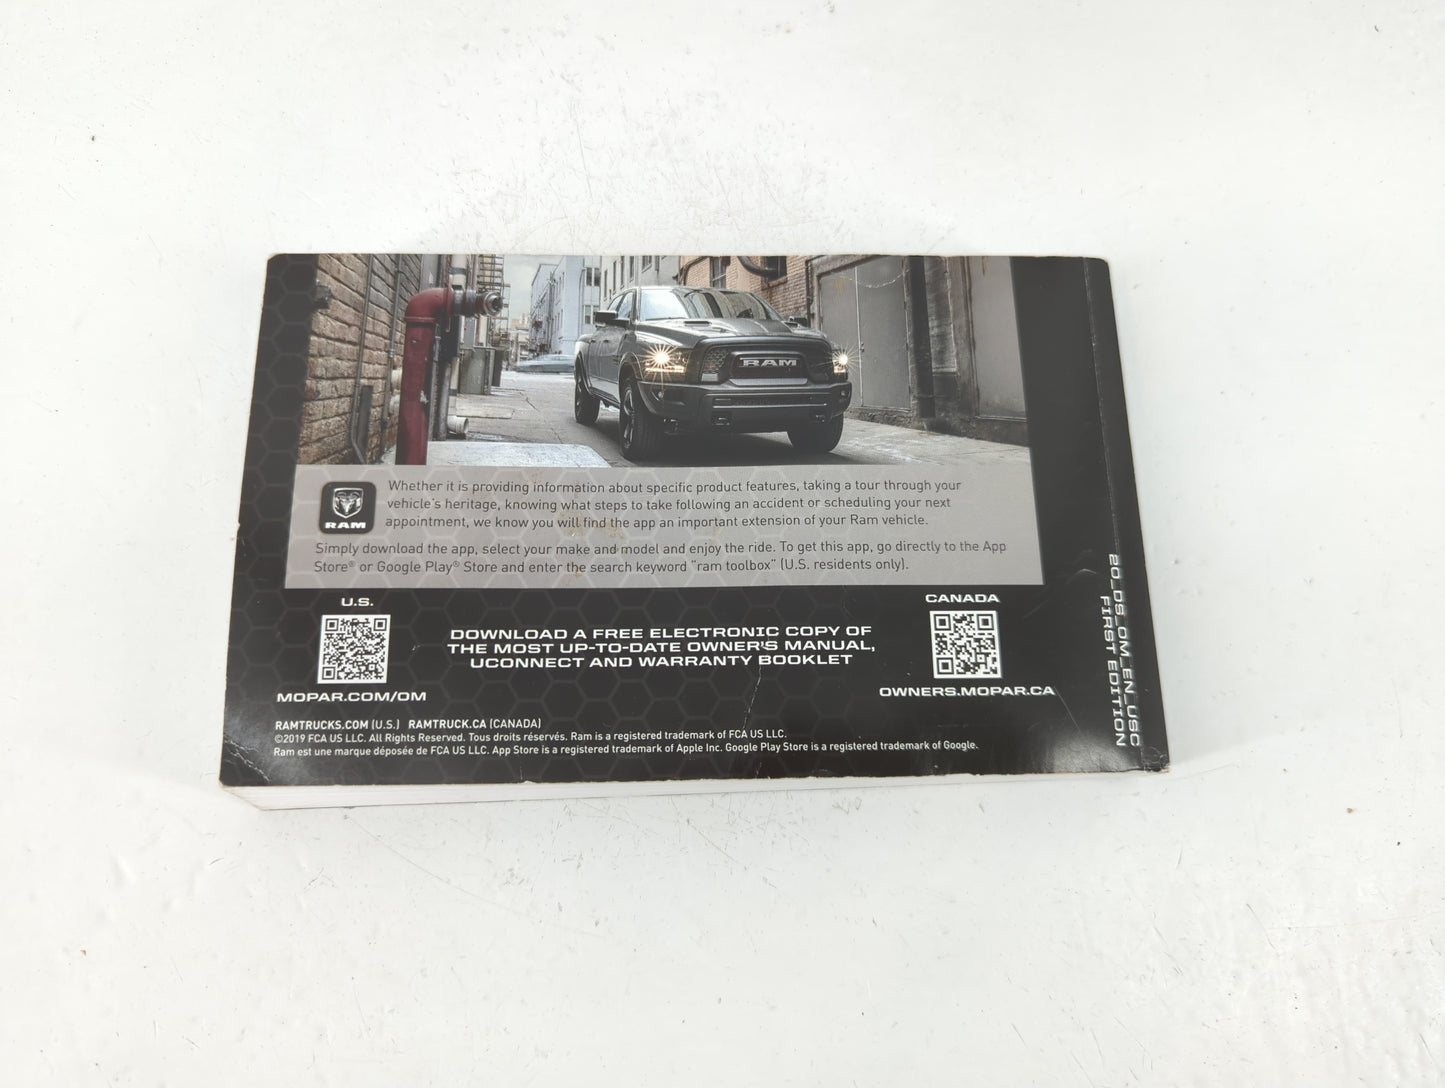 RAM
RAM
Whether it is providing information about specific product features, taking a tour through your
vehicle's heritage, knowing what steps to take following an accident or scheduling your next
appointment, we know you will find the app an important extension of your Ram vehicle.
Simply download the app, select your make and model and enjoy the ride. To get this app, go directly to the App
Store® or Google Play® Store and enter the search keyword "ram toolbox" (U.S. residents only).
U.S.
MOPAR.COM/OM
DOWNLOAD A FREE ELECTRONIC COPY OF
THE MOST UP-TO-DATE OWNER'S MANUAL,
UCONNECT AND WARRANTY BOOKLET
CANADA
OWNERS.MOPAR.CA
RAMTRUCKS.COM (U.S.) RAMTRUCK.CA (CANADA)
©2019 FCA US LLC. All Rights Reserved. Tous droits réservés. Ram is a registered trademark of FCA US LLC.
Ram est une marque déposée de FCA US LLC. App Store is a registered trademark of Apple Inc. Google Play Store is a registered trademark of Google.
20_DS_OM_EN_USC
FIRST EDITION